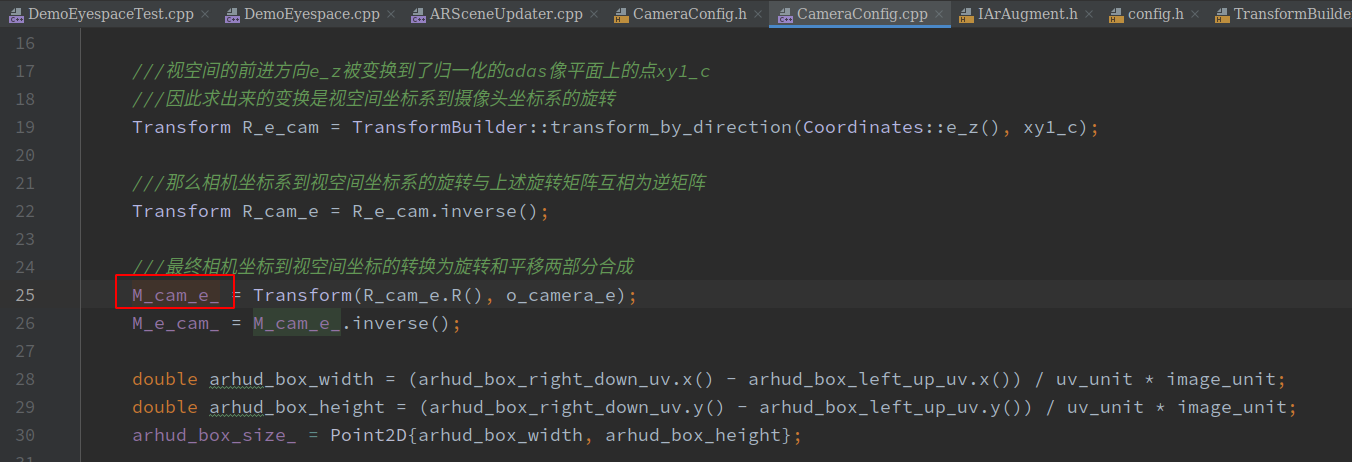 DemoEyespaceTest.cpp × DemoEyespace.cpp × ARSceneUpdater.cpp × CameraConfig.h × CameraConfig.cpp × IArAugment.h × config.h × TransformBuilde
16
17 ///视空间的前进方向e_z被变换到了归一化的adas像平面上的点xy1_c
18 ///因此求出来的变换是视空间坐标系到摄像头坐标系的旋转
19 Transform R_e_cam = TransformBuilder::transform_by_direction(Coordinates::e_z(), xy1_c);
20
21 ///那么相机坐标系到视空间坐标系的旋转与上述旋转矩阵互相为逆矩阵
22 Transform R_cam_e = R_e_cam.inverse();
23
24 ///最终相机坐标到视空间坐标的转换为旋转和平移两部分合成
25 M_cam_e_ = Transform(R_cam_e.R(), o_camera_e);
26 M_e_cam_ = M_cam_e_.inverse();
27
28 double arhud_box_width = (arhud_box_right_down_uv.x() - arhud_box_left_up_uv.x()) / uv_unit * image_unit;
29 double arhud_box_height = (arhud_box_right_down_uv.y() - arhud_box_left_up_uv.y()) / uv_unit * image_unit;
30 arhud_box_size_ = Point2D{arhud_box_width, arhud_box_height};